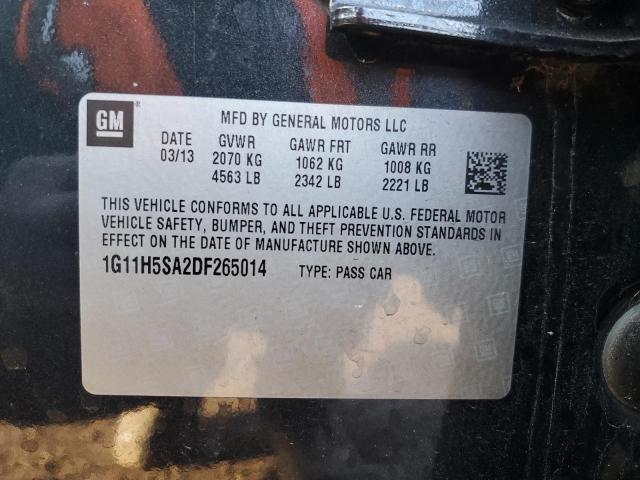 GM
MFD BY GENERAL MOTORS LLC
DATE GVWR GAWR FRT GAWR RR
03/13 2070 KG 1062 KG 1008 KG
4563 LB 2342 LB 2221 LB
THIS VEHICLE CONFORMS TO ALL APPLICABLE U.S. FEDERAL MOTOR
VEHICLE SAFETY, BUMPER, AND THEFT PREVENTION STANDARDS IN
EFFECT ON THE DATE OF MANUFACTURE SHOWN ABOVE.
1G11H5SA2DF265014 TYPE: PASS CAR